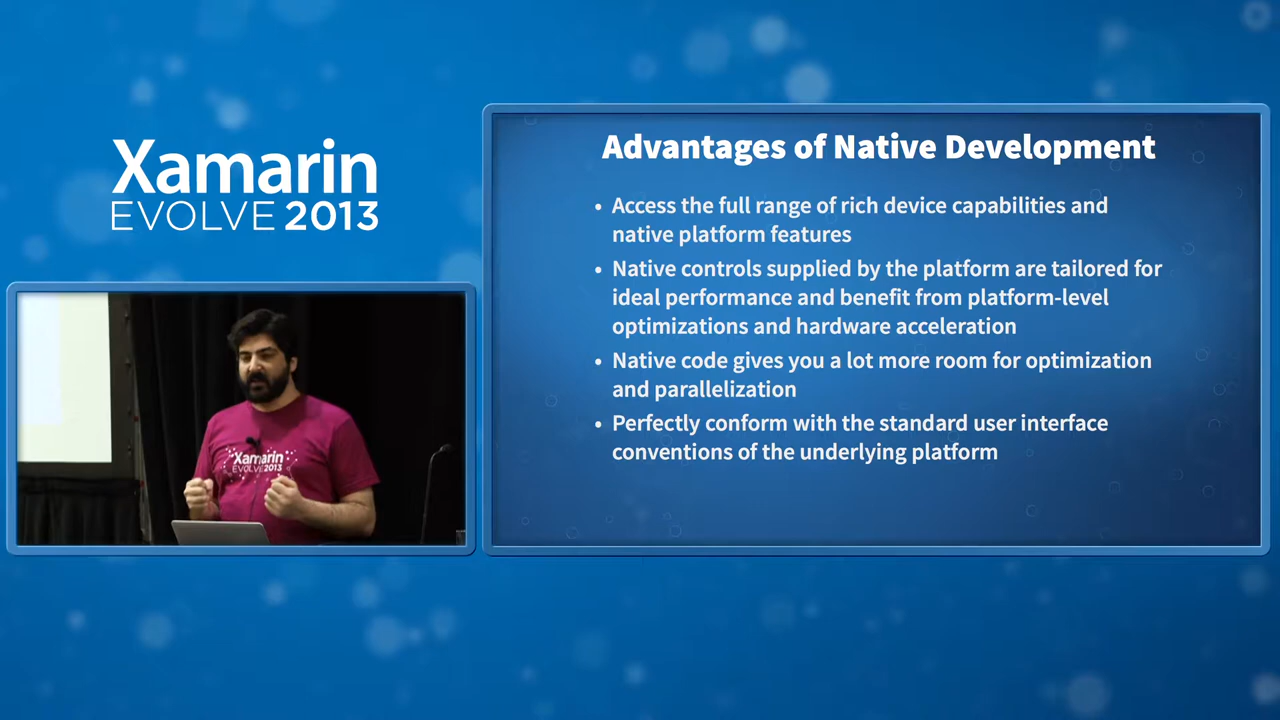 Xamarin
EVOLVE 2013
Advantages of Native Development
• Access the full range of rich device capabilities and
native platform features
• Native controls supplied by the platform are tailored for
ideal performance and benefit from platform-level
optimizations and hardware acceleration
• Native code gives you a lot more room for optimization
and parallelization
• Perfectly conform with the standard user interface
conventions of the underlying platform
Xamarin
EVOLVE 2013